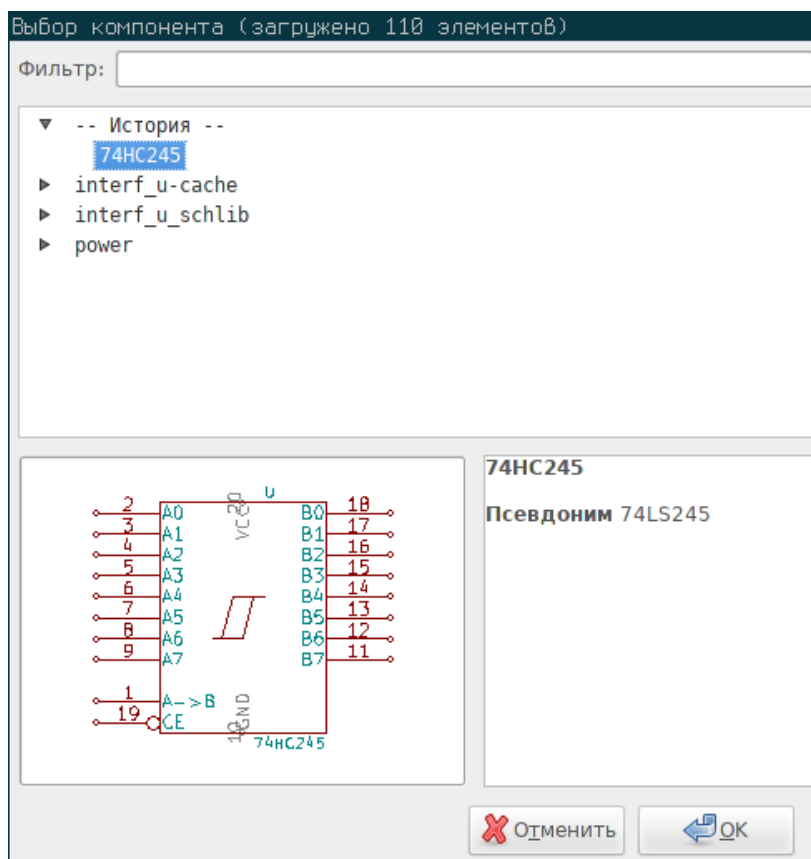 Выбор компонента (загружено 110 элементов)
Фильтр:
-- История --
74HC245
interf_u-cache
interf_u_schlib
power
U
VCC 20
2 A0 B0 18
3 A1 B1 17
4 A2 B2 16
5 A3 B3 15
6 A4 B4 14
7 A5 B5 13
8 A6 B6 12
9 A7 B7 11
1 A->B
19 CE
10 GND
74HC245
74HC245
Псевдоним 74LS245
Отменить
OK